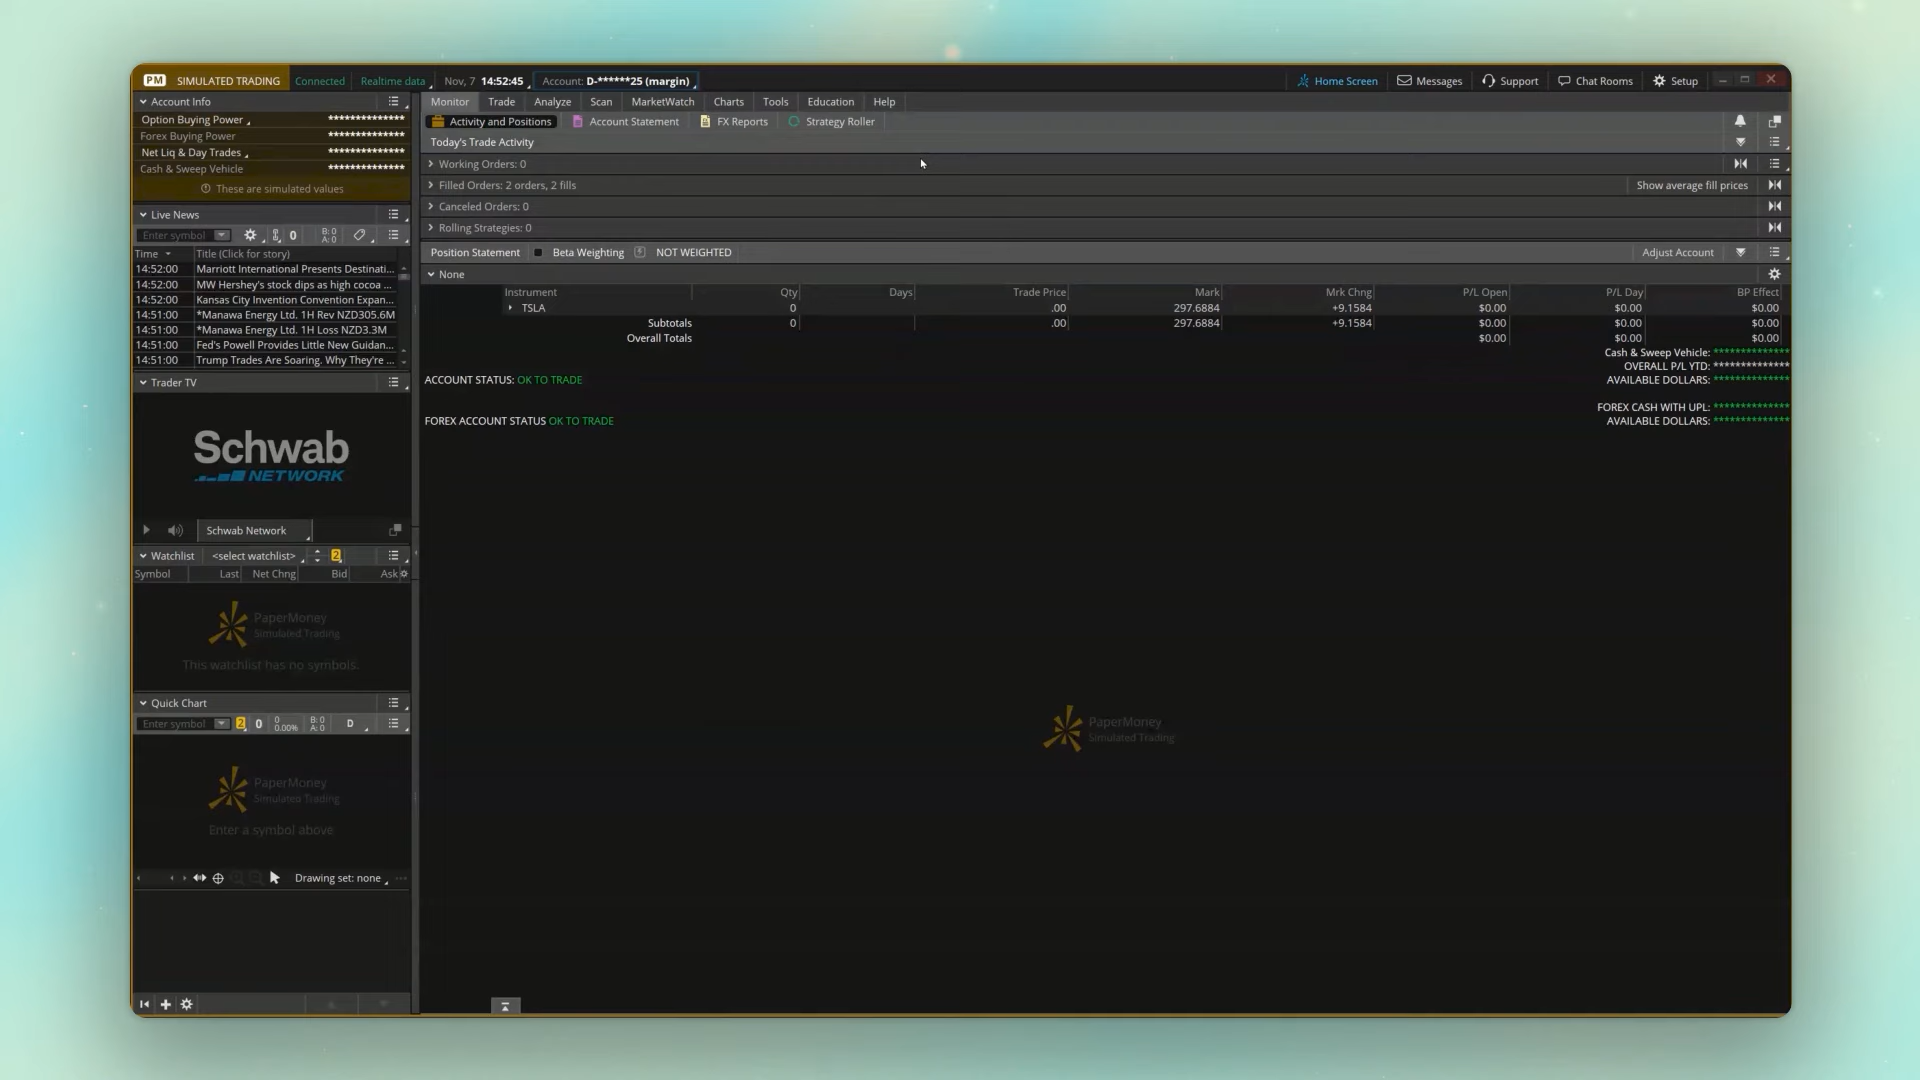 PM SIMULATED TRADING Connected Realtime data Nov, 7 14:52:45 Account: D-******25 (margin) Home Screen Messages Support Chat Rooms Setup
Account Info
Option Buying Power **************
Forex Buying Power **************
Net Liq & Day Trades **************
Cash & Sweep Vehicle **************
These are simulated values
Live News
Enter symbol 0 B: 0
A: 0
Time Title (Click for story)
14:52:00 Marriott International Presents Destinati...
14:52:00 MW Hershey's stock dips as high cocoa ...
14:52:00 Kansas City Invention Convention Expan...
14:51:00 *Manawa Energy Ltd. 1H Rev NZD305.6M
14:51:00 *Manawa Energy Ltd. 1H Loss NZD3.3M
14:51:00 Fed's Powell Provides Little New Guidan...
14:51:00 Trump Trades Are Soaring. Why They're ...
Trader TV
Schwab
NETWORK
Schwab Network
Watchlist <select watchlist> 2
Symbol Last Net Chng Bid Ask
PaperMoney
Simulated Trading
This watchlist has no symbols.
Quick Chart
Enter symbol 2 0 0
0.00% B: 0
A: 0 D
PaperMoney
Simulated Trading
Enter a symbol above
Drawing set: none
Monitor Trade Analyze Scan MarketWatch Charts Tools Education Help
Activity and Positions Account Statement FX Reports Strategy Roller
Today's Trade Activity
Working Orders: 0
Filled Orders: 2 orders, 2 fills Show average fill prices
Canceled Orders: 0
Rolling Strategies: 0
Position Statement Beta Weighting NOT WEIGHTED Adjust Account
None
Instrument Qty Days Trade Price Mark Mrk Chng P/L Open P/L Day BP Effect
TSLA 0 .00 297.6884 +9.1584 $0.00 $0.00 $0.00
Subtotals 0 .00 297.6884 +9.1584 $0.00 $0.00 $0.00
Overall Totals $0.00 $0.00 $0.00
Cash & Sweep Vehicle: **************
OVERALL P/L YTD: **************
ACCOUNT STATUS: OK TO TRADE AVAILABLE DOLLARS: **************
FOREX CASH WITH UPL: **************
FOREX ACCOUNT STATUS OK TO TRADE AVAILABLE DOLLARS: **************
PaperMoney
Simulated Trading